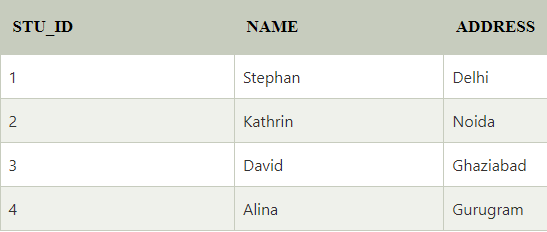 STU_ID NAME ADDRESS
1 Stephan Delhi
2 Kathrin Noida
3 David Ghaziabad
4 Alina Gurugram